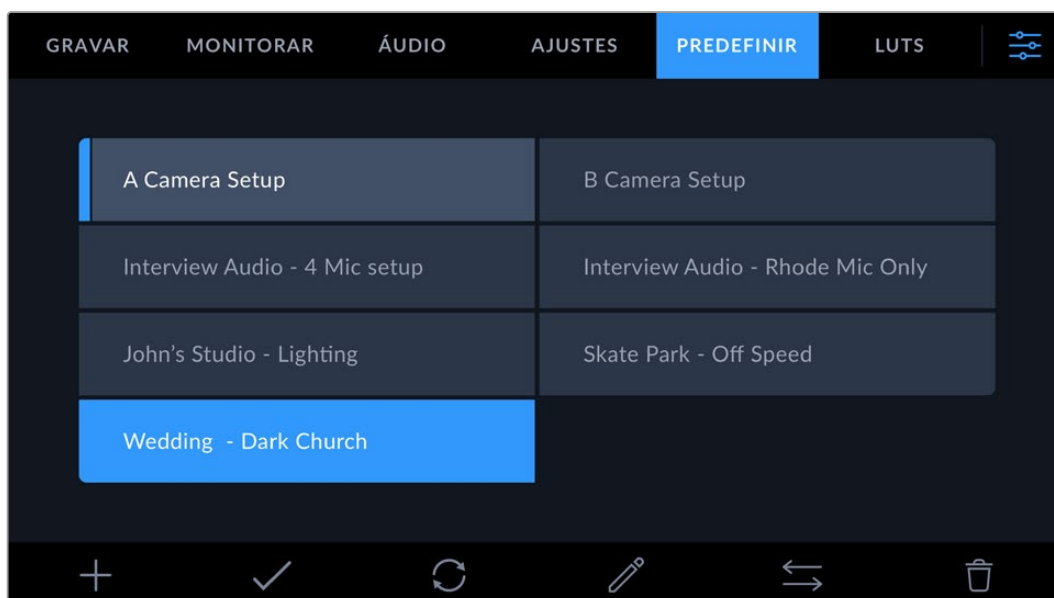 GRAVAR MONITORAR ÁUDIO AJUSTES PREDEFINIR LUTS
A Camera Setup B Camera Setup
Interview Audio - 4 Mic setup Interview Audio - Rhode Mic Only
John's Studio - Lighting Skate Park - Off Speed
Wedding - Dark Church